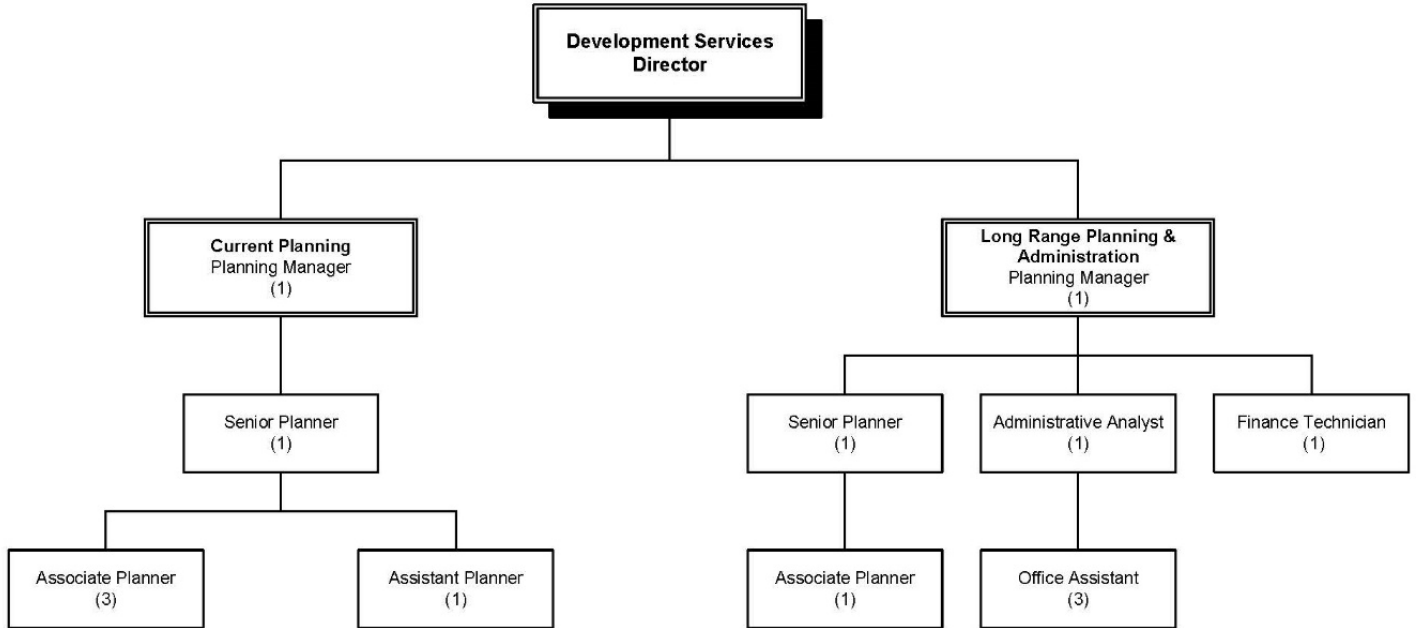 Development Services
Director
Current Planning
Planning Manager
(1)
Long Range Planning &
Administration
Planning Manager
(1)
Senior Planner
(1)
Senior Planner
(1)
Administrative Analyst
(1)
Finance Technician
(1)
Associate Planner
(3)
Assistant Planner
(1)
Associate Planner
(1)
Office Assistant
(3)